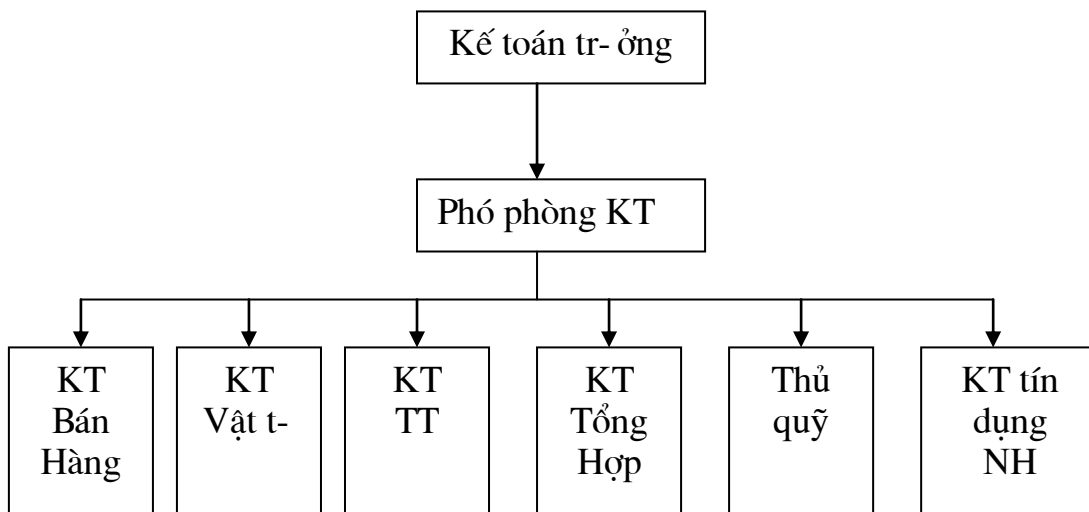 Kế toán tr- ởng
Phó phòng KT
KT
Bán
Hàng
KT
Vật t-
KT
TT
KT
Tổng
Hợp
Thủ
quỹ
KT tín
dụng
NH